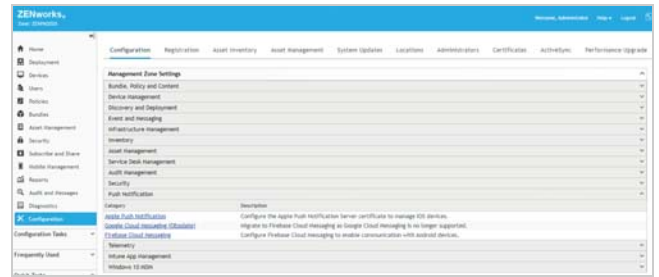 ZENworks.
Welcome, Administrator Help Logout
Home
Deployment
Devices
Users
Policies
Bundles
Asset Management
Security
Subscribe and Share
Mobile Management
Reports
Audit and Messages
Diagnostics
Configuration
Configuration Tasks
Frequently Used
Configuration Registration Asset Inventory Asset Management System Updates Locations Administrators Certificates ActiveSync Performance Upgrade
Management Zone Settings
Bundle, Policy and Content
Device Management
Discovery and Deployment
Event and Messaging
Infrastructure Management
Inventory
Asset Management
Service Desk Management
Audit Management
Security
Push Notification
Category Description
Apple Push Notification Configure the Apple Push Notification Server certificate to manage iOS devices.
Google Cloud Messaging (Obsolete) Migrate to Firebase Cloud Messaging as Google Cloud Messaging is no longer supported.
Firebase Cloud Messaging Configure Firebase Cloud Messaging to enable communication with Android devices.
Telemetry
Intune App Management
Windows 10 MDM